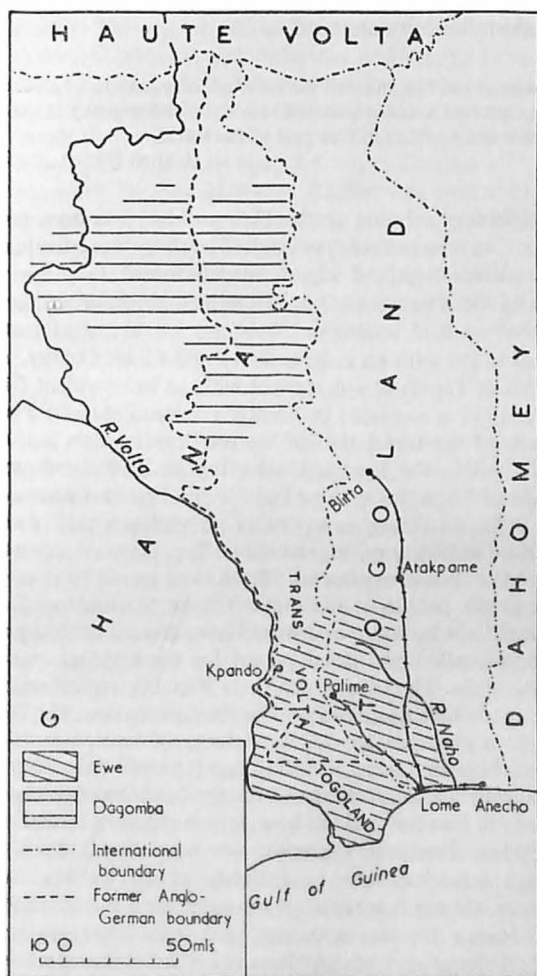 HAUTE VOLTA
GHANA
TOGOLAND
DAHOMEY
R Volta
Blitta
Atakpame
TRANS
VOLTA
Kpando
Palime
R Naho
TOGOLAND
Lome
Anecho
Gulf of Guinea
Ewe
Dagomba
International
boundary
Former Anglo
German boundary
10 0 50mls